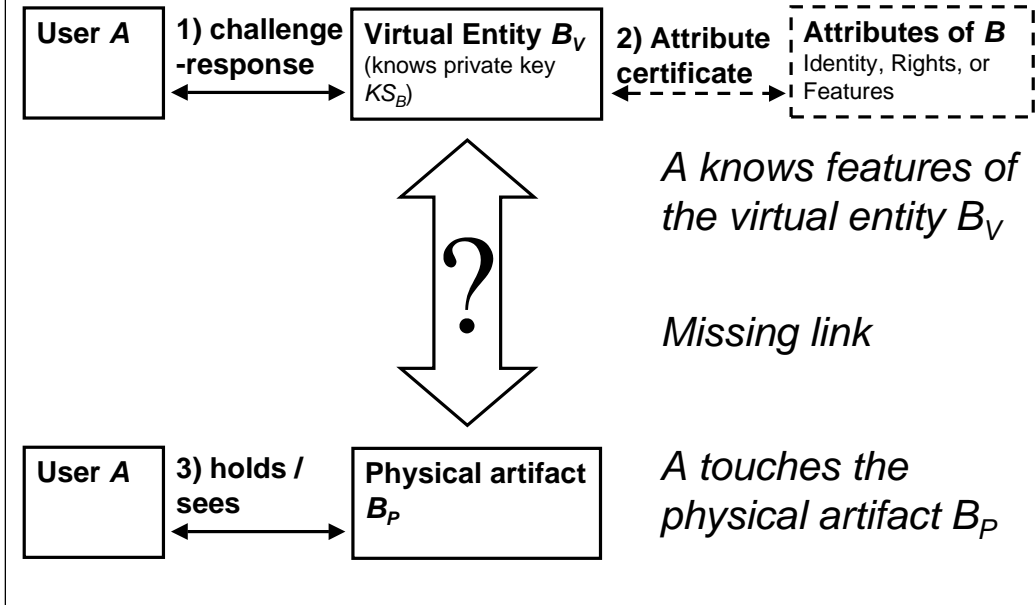 User A
1) challenge
-response
Virtual Entity B_V
(knows private key
KS_B)
2) Attribute
certificate
Attributes of B
Identity, Rights, or
Features
A knows features of
the virtual entity B_V
?
Missing link
User A
3) holds /
sees
Physical artifact
B_P
A touches the
physical artifact B_P